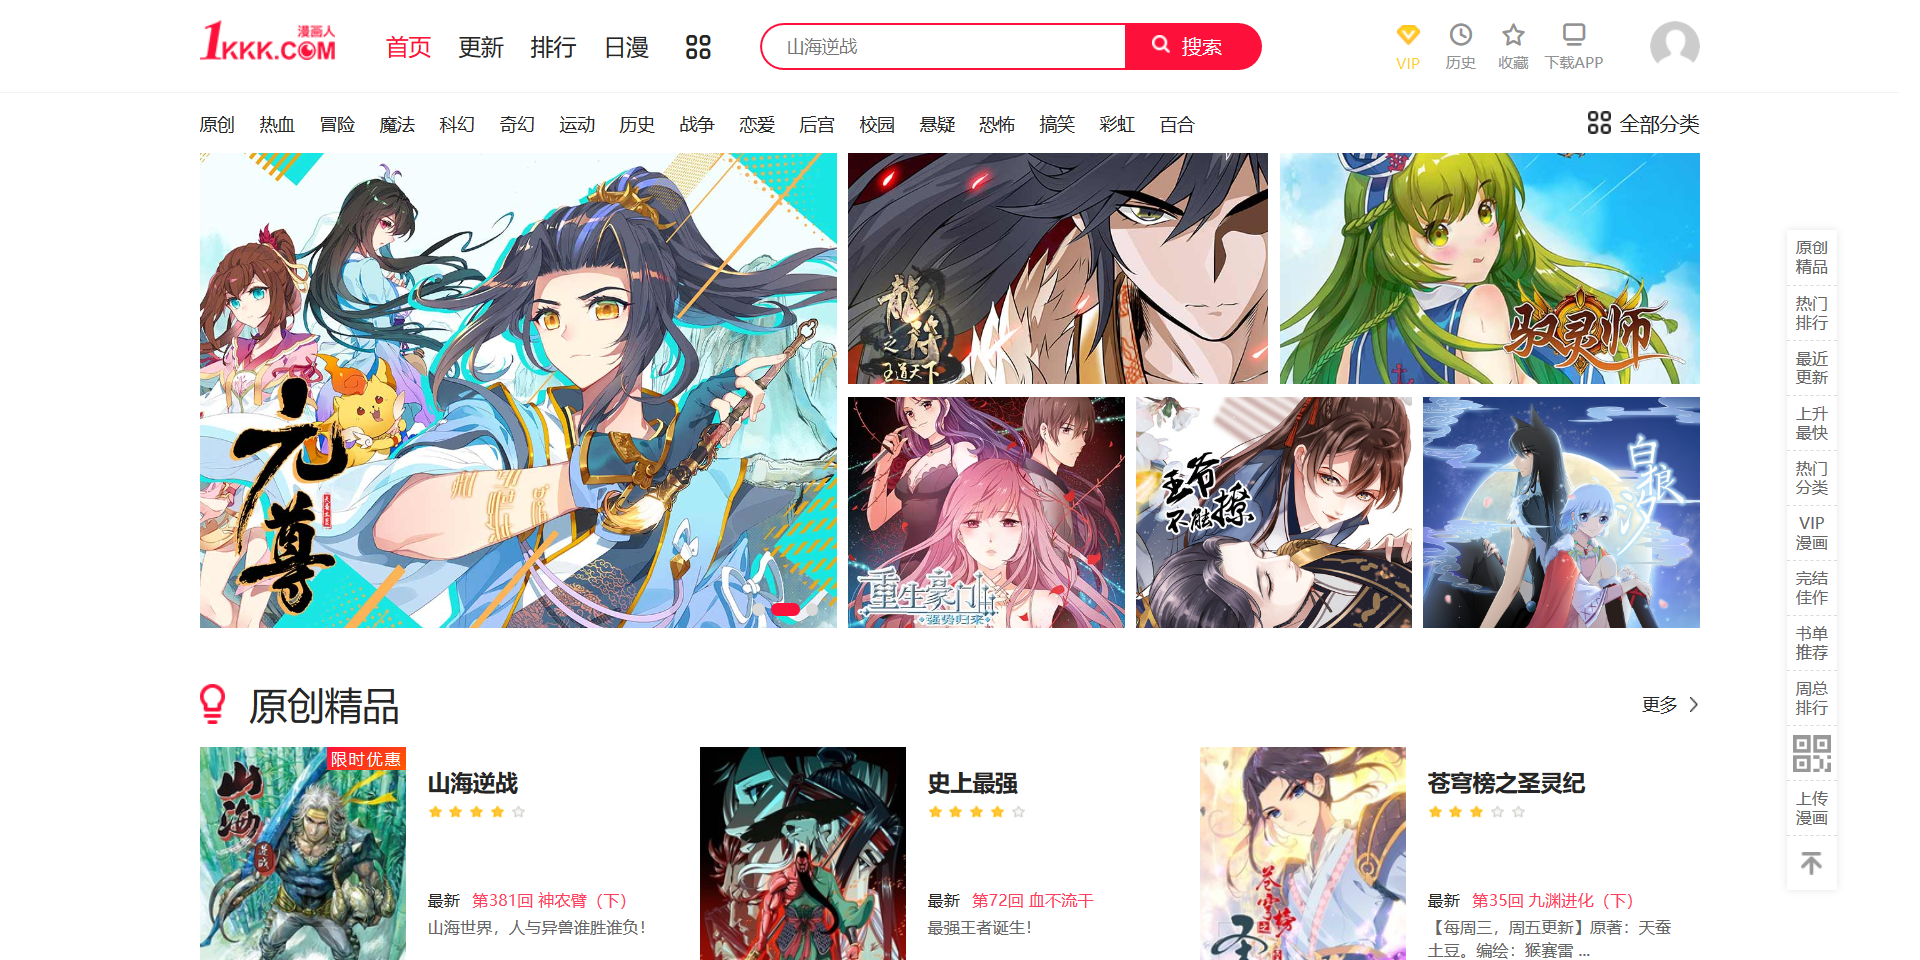 1KKK.COM 漫画人
首页 更新 排行 日漫
山海逆战
搜索
VIP 历史 收藏 下载APP
原创 热血 冒险 魔法 科幻 奇幻 运动 历史 战争 恋爱 后宫 校园 悬疑 恐怖 搞笑 彩虹 百合
全部分类
元尊
龙符
之
王道天下
驭灵师
重生豪门
强势归来
王爷
不能撩
白狼汐
原创精品
更多
限时优惠
山海
逆战
山海逆战
最新 第381回 神农臂（下）
山海世界，人与异兽谁胜谁负！
史上最强
最新 第72回 血不流干
最强王者诞生！
苍穹榜之
圣
苍穹榜之圣灵纪
最新 第35回 九渊进化（下）
【每周三，周五更新】原著：天蚕
土豆。编绘：猴赛雷 ...
原创
精品
热门
排行
最近
更新
上升
最快
热门
分类
VIP
漫画
完结
佳作
书单
推荐
周总
排行
上传
漫画